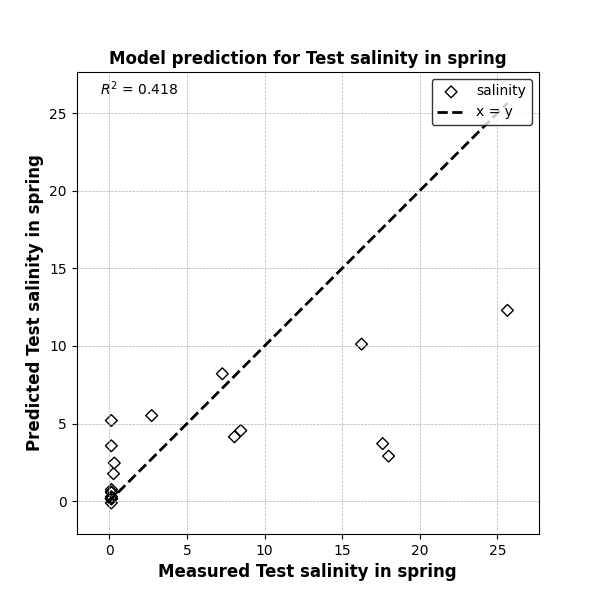 Model prediction for Test salinity in spring
R² = 0.418
salinity
x = y
25
20
15
10
5
0
Predicted Test salinity in spring
0 5 10 15 20 25
Measured Test salinity in spring